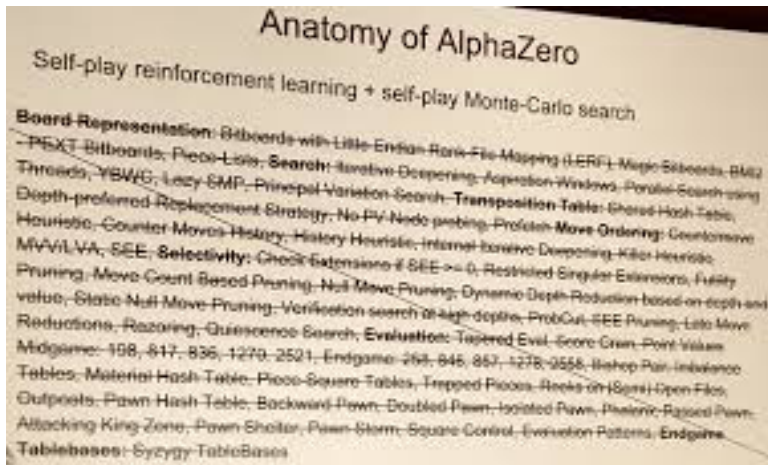 Anatomy of AlphaZero
Self-play reinforcement learning + self-play Monte-Carlo search
Board Representation: Bitboards with Little Endian Rank-File Mapping (LERF), Magic Bitboards, BMI2
- PEXT Bitboards, Piece-Lists, Search: Iterative Deepening, Aspiration Windows, Parallel Search using
Threads, YBWC, Lazy SMP, Principal Variation Search. Transposition Table: Shared Hash Table,
Depth-preferred Replacement Strategy, No PV-Node probing, Prefetch Move Ordering: Countermove
Heuristic, Counter Moves History, History Heuristic, Internal Iterative Deepening, Killer Heuristic,
MVV/LVA, SEE, Selectivity: Check Extensions if SEE >= 0, Restricted Singular Extensions, Futility
Pruning, Move Count Based Pruning, Null Move Pruning, Dynamic Depth Reduction based on depth and
value, Static Null Move Pruning, Verification search at high depths, ProbCut, SEE Pruning, Late Move
Reductions, Razoring, Quiescence Search, Evaluation: Tapered Eval, Score Grain, Point Values
Midgame: 198, 817, 836, 1270, 2521, Endgame: 258, 846, 857, 1278, 2558, Bishop Pair, Imbalance
Tables, Material Hash Table, Piece-Square Tables, Trapped Pieces, Rooks on (Semi) Open Files,
Outposts, Pawn Hash Table, Backward Pawn, Doubled Pawn, Isolated Pawn, Phalanx, Passed Pawn,
Attacking King Zone, Pawn Shelter, Pawn Storm, Square Control, Evaluation Patterns, Endgame
Tablebases: Syzygy TableBases